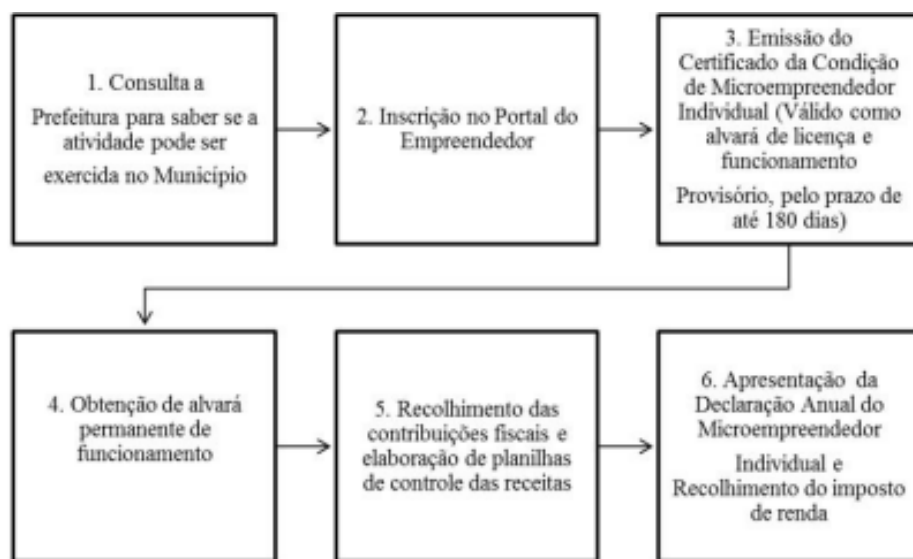 1. Consulta a
Prefeitura para saber se a
atividade pode ser
exercida no Município
2. Inscrição no Portal do
Empreendedor
3. Emissão do
Certificado da Condição
de Microempreendedor
Individual (Válido como
alvará de licença e
funcionamento
Provisório, pelo prazo de
até 180 dias)
4. Obtenção de alvará
permanente de
funcionamento
5. Recolhimento das
contribuições fiscais e
elaboração de planilhas
de controle das receitas
6. Apresentação da
Declaração Anual do
Microempreendedor
Individual e
Recolhimento do imposto
de renda